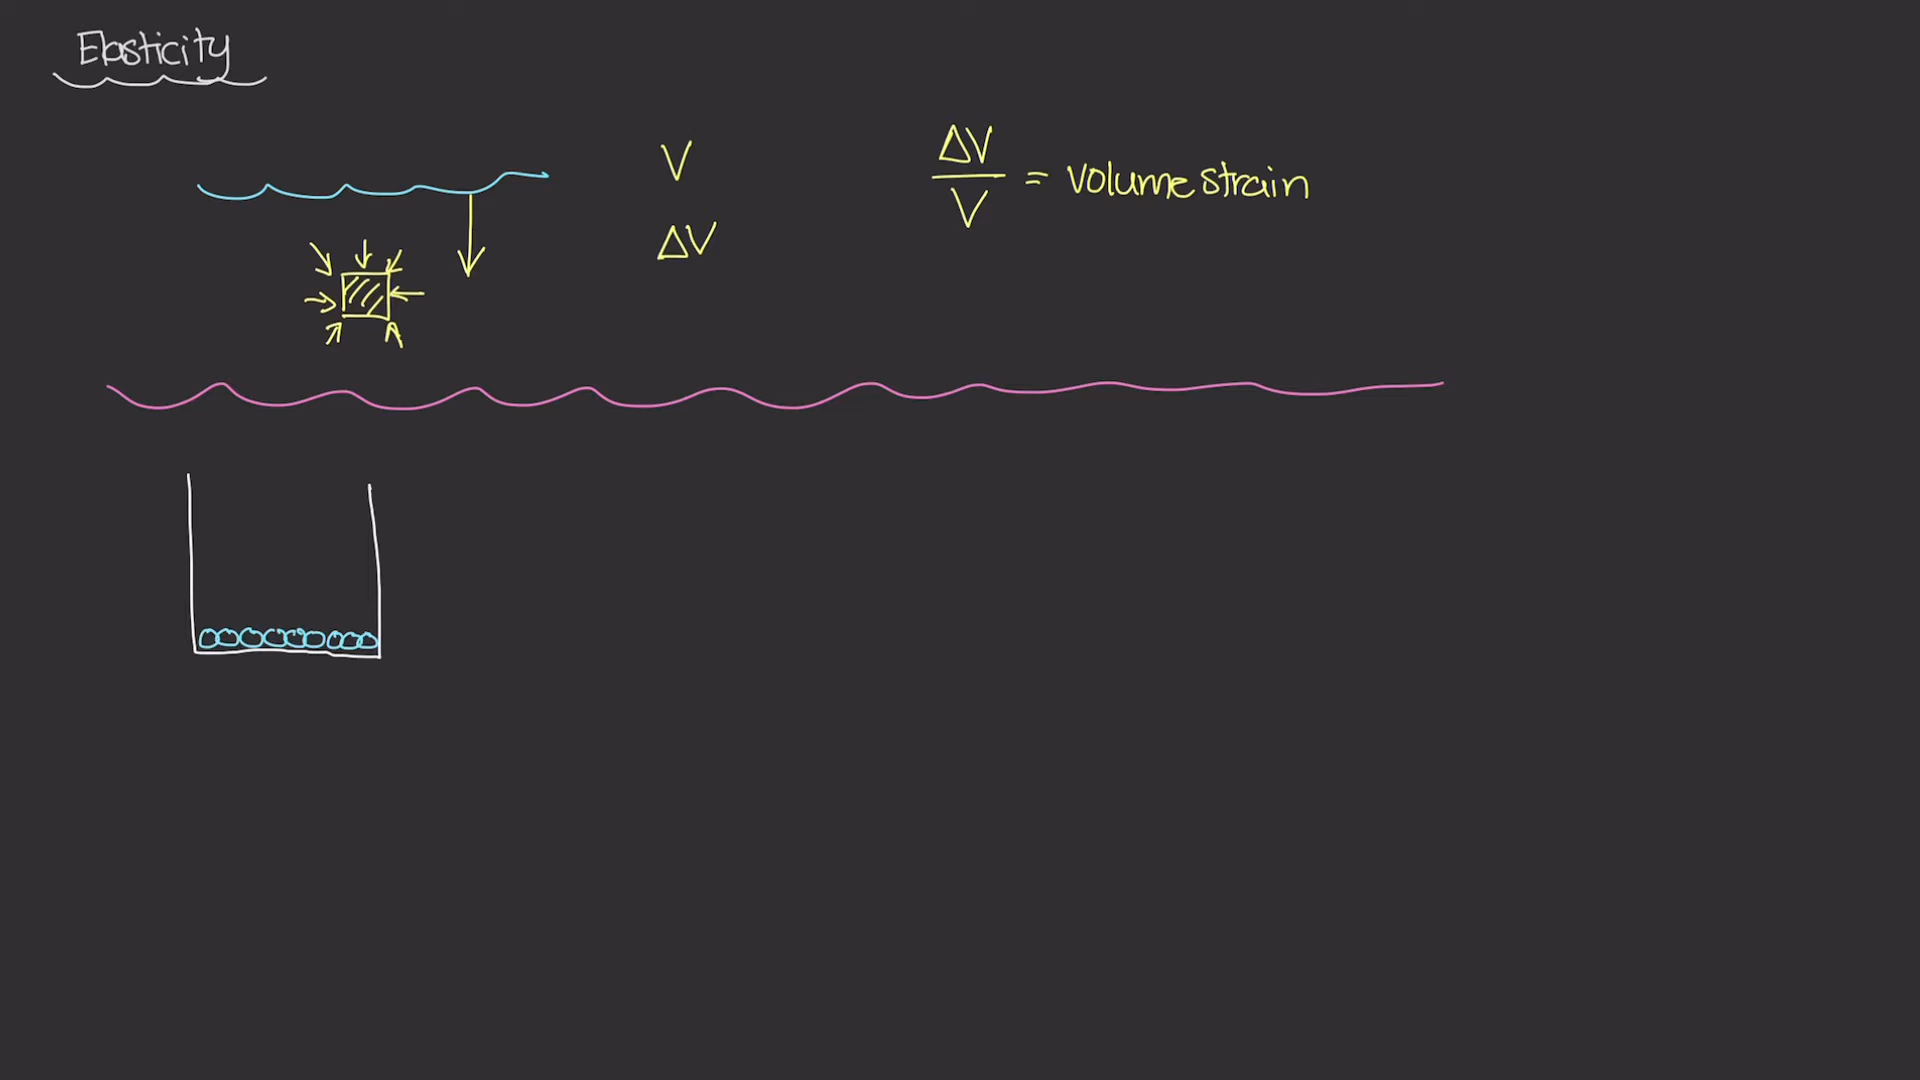 Elasticity
V
ΔV
ΔV
— = volume strain
V